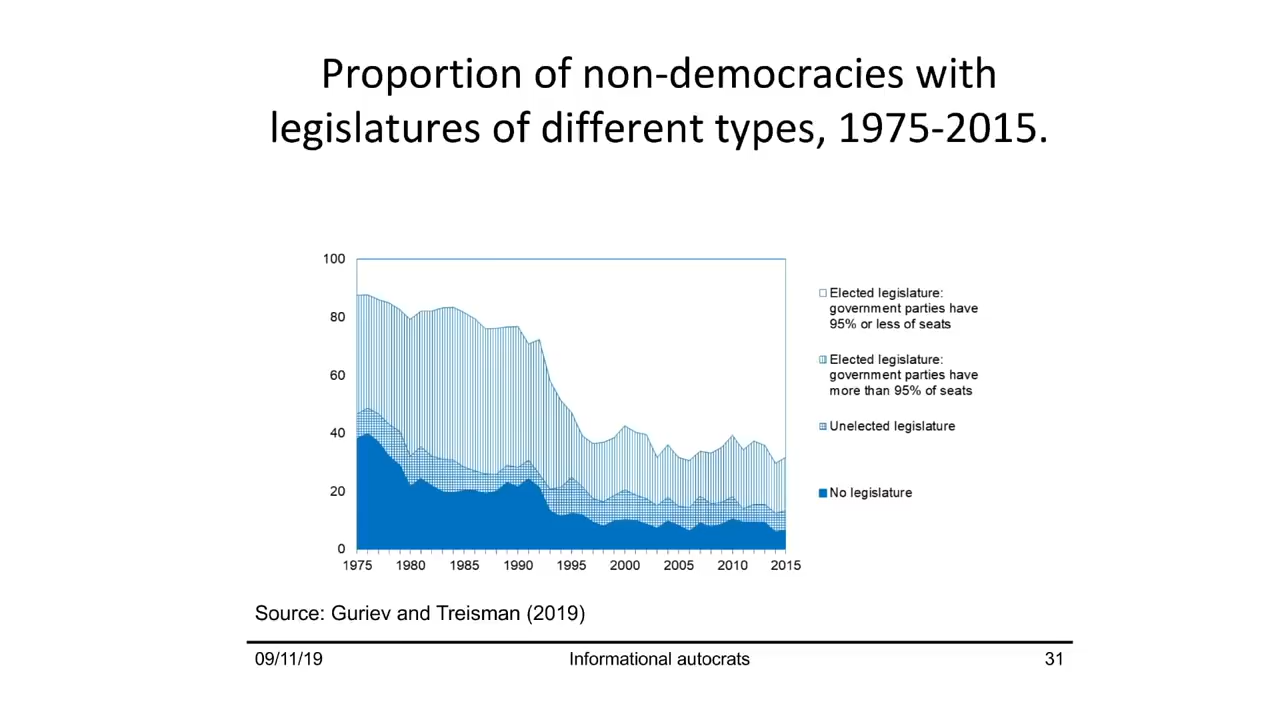 Proportion of non-democracies with
legislatures of different types, 1975-2015.
100
80
60
40
20
0
1975 1980 1985 1990 1995 2000 2005 2010 2015
Elected legislature:
government parties have
95% or less of seats
Elected legislature:
government parties have
more than 95% of seats
Unelected legislature
No legislature
Source: Guriev and Treisman (2019)
09/11/19 Informational autocrats 31